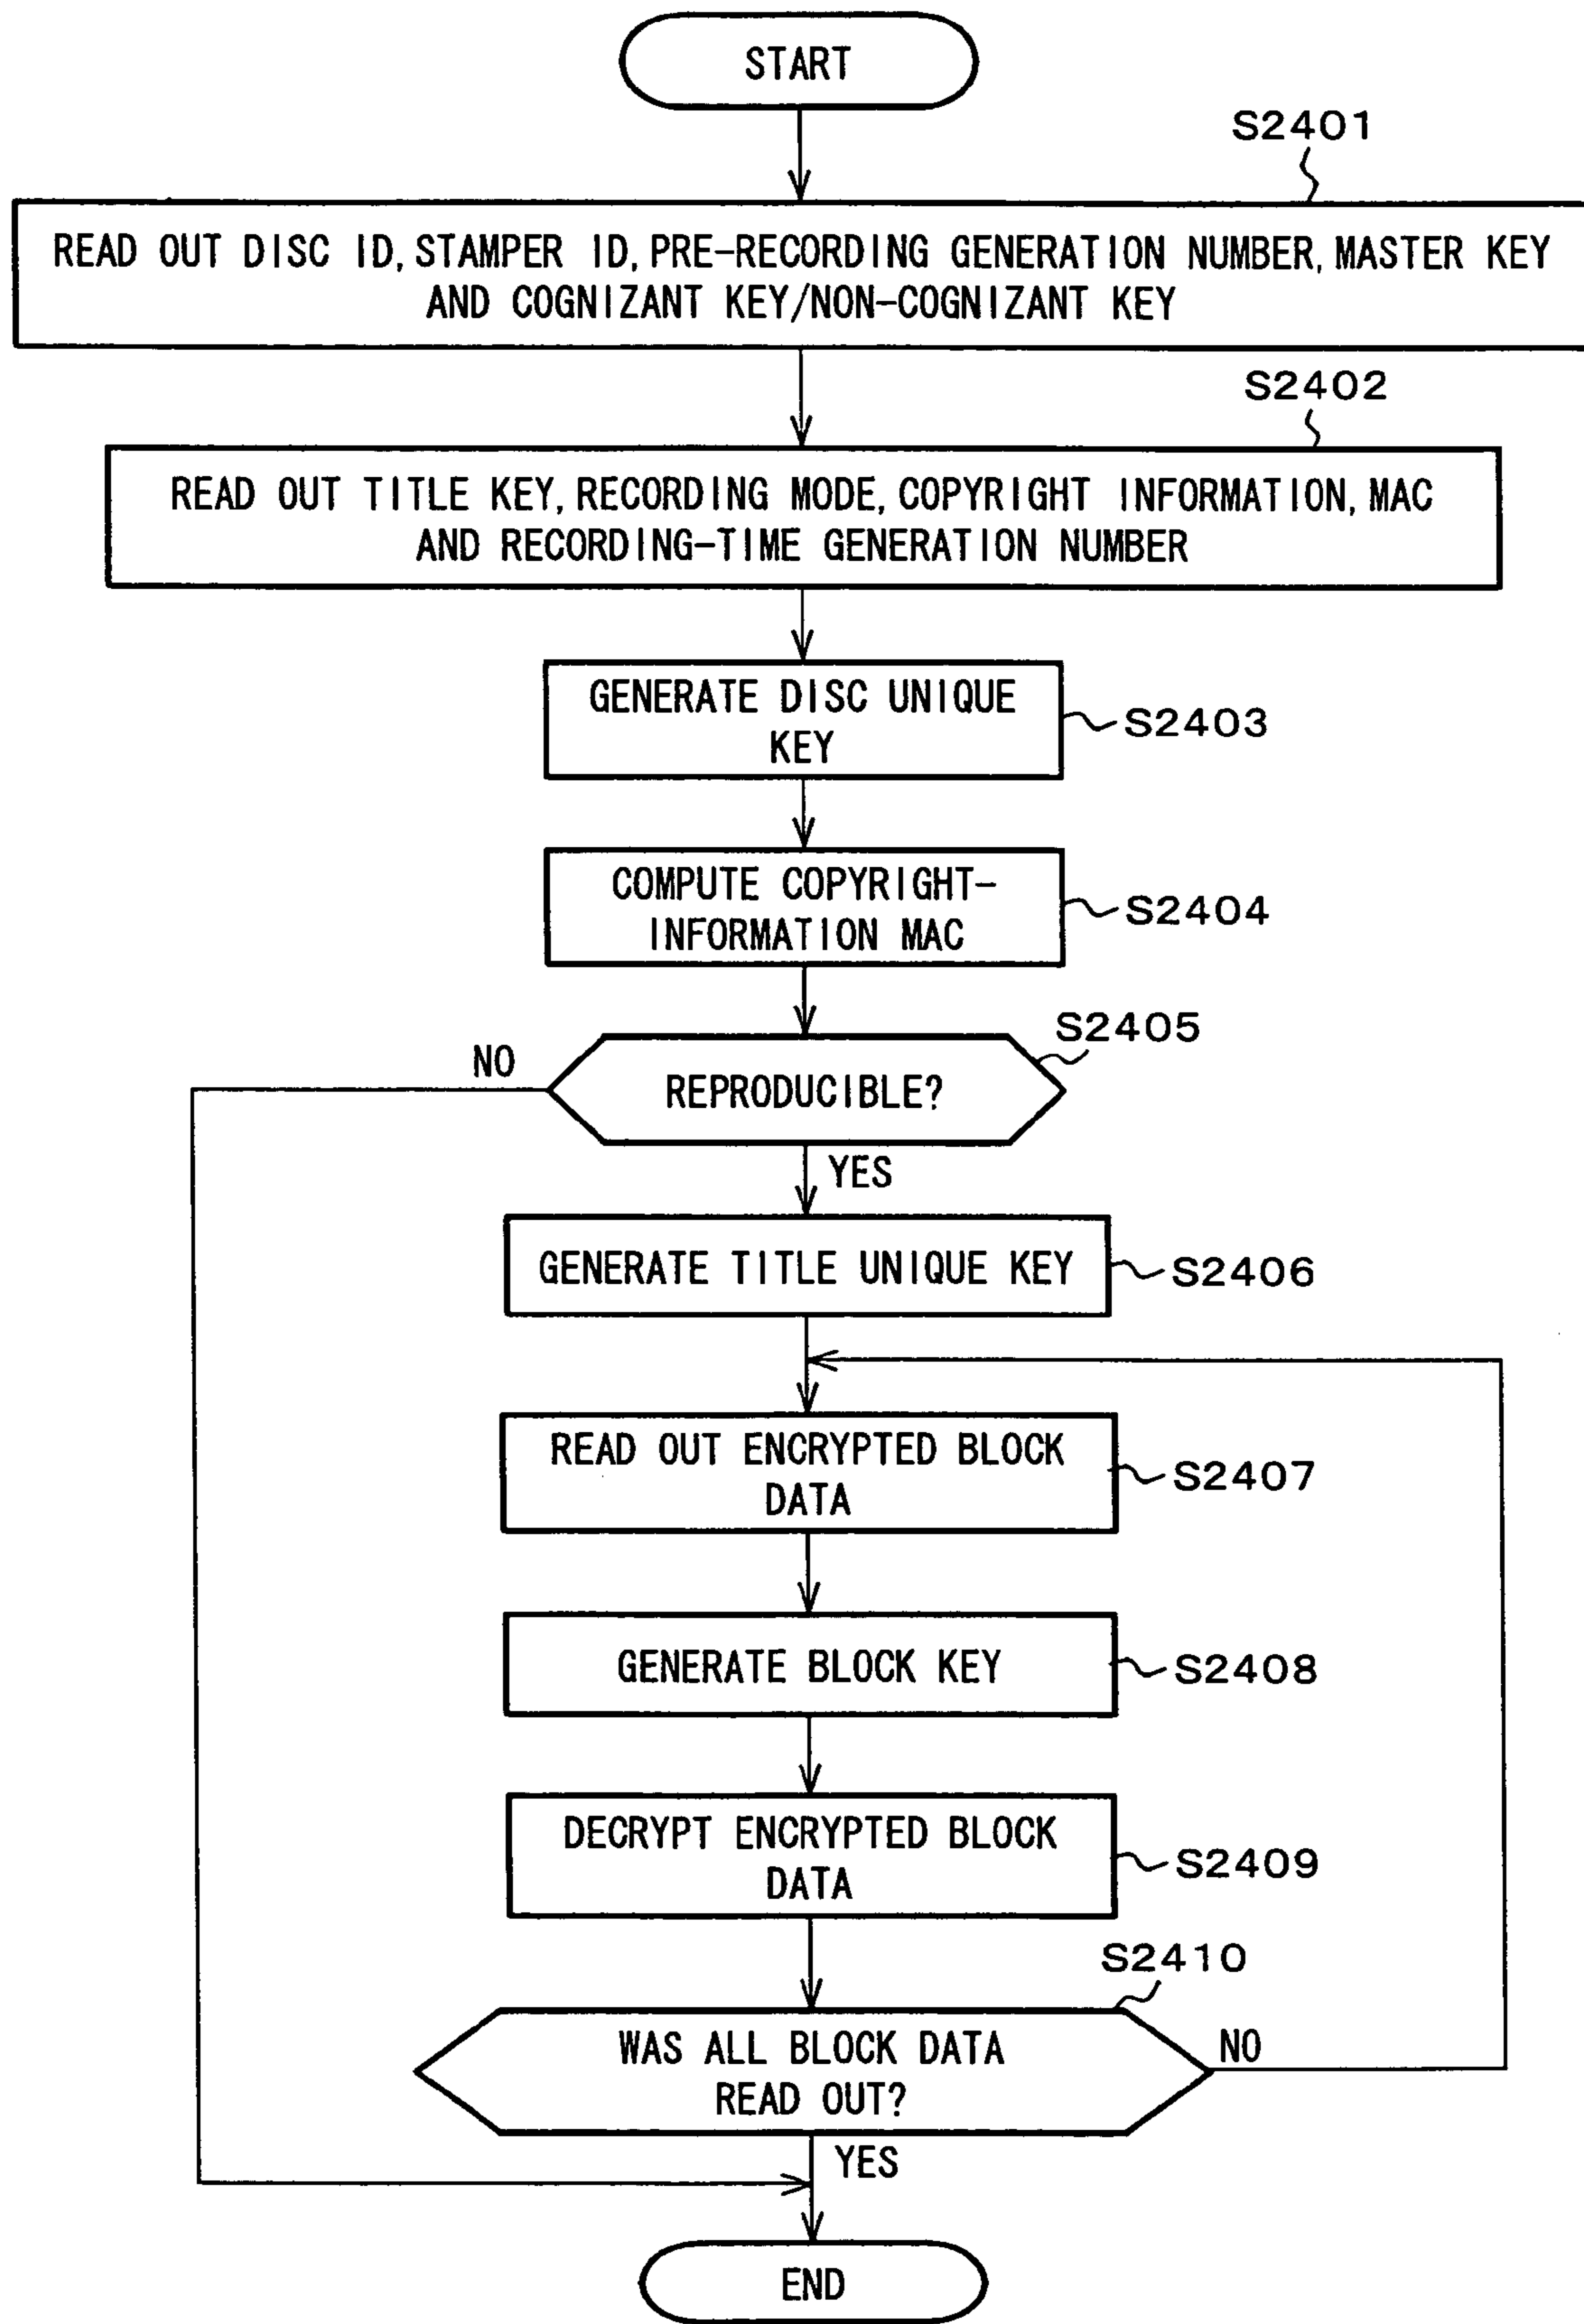 START
S2401
READ OUT DISC ID, STAMPER ID, PRE-RECORDING GENERATION NUMBER, MASTER KEY
AND COGNIZANT KEY/NON-COGNIZANT KEY
S2402
READ OUT TITLE KEY, RECORDING MODE, COPYRIGHT INFORMATION, MAC
AND RECORDING-TIME GENERATION NUMBER
GENERATE DISC UNIQUE
KEY
S2403
COMPUTE COPYRIGHT-
INFORMATION MAC
S2404
S2405
NO
REPRODUCIBLE?
YES
GENERATE TITLE UNIQUE KEY
S2406
READ OUT ENCRYPTED BLOCK
DATA
S2407
GENERATE BLOCK KEY
S2408
DECRYPT ENCRYPTED BLOCK
DATA
S2409
S2410
WAS ALL BLOCK DATA
READ OUT?
NO
YES
END